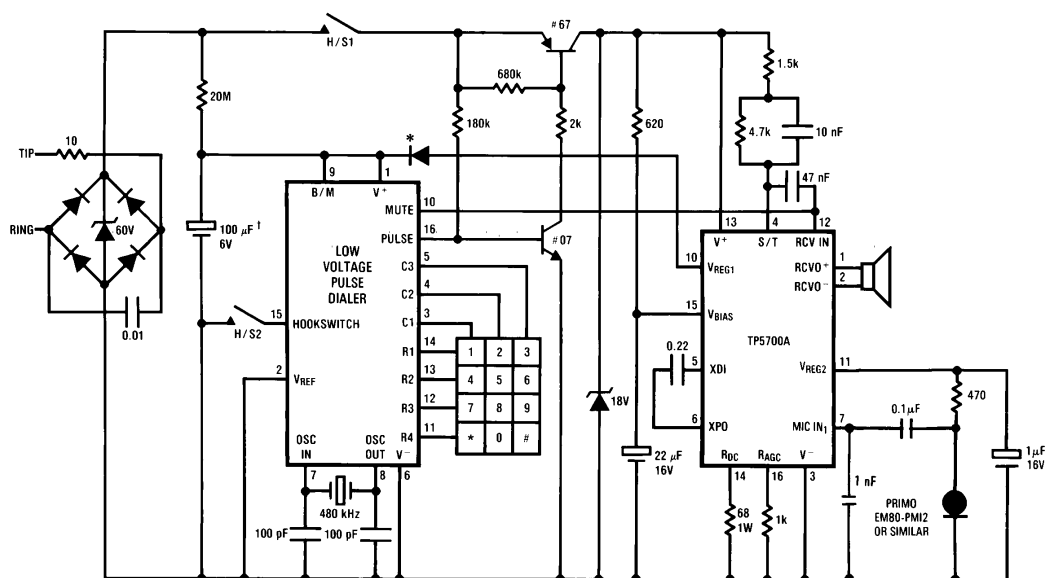 #67
H/S1
1.5k
680k
20M
180k
2k
620
4.7k
10 nF
10
TIP
*
47 nF
9
1
B/M
V+
10
MUTE
13
4
12
V+
S/T
RCV IN
RING
60V
100 µF †
6V
LOW
VOLTAGE
PULSE
DIALER
16
PULSE
#07
1
RCVO+
10
VREG1
2
RCVO−
5
C3
4
C2
15
VBIAS
3
C1
0.01
H/S2
15
HOOKSWITCH
TP5700A
14
R1
1 2 3
0.22
5
XDI
VREG2
11
2
VREF
13
R2
4 5 6
470
12
R3
7 8 9
18V
0.1µF
11
R4
* 0 #
6
XPO
MIC IN1
7
OSC
IN
OSC
OUT
V−
22 µF
16V
RDC
RAGC
V−
1µF
16V
7
8
6
14
16
3
1 nF
480 kHz
68
1W
1k
PRIMO
EM80-PMI2
OR SIMILAR
100 pF
100 pF